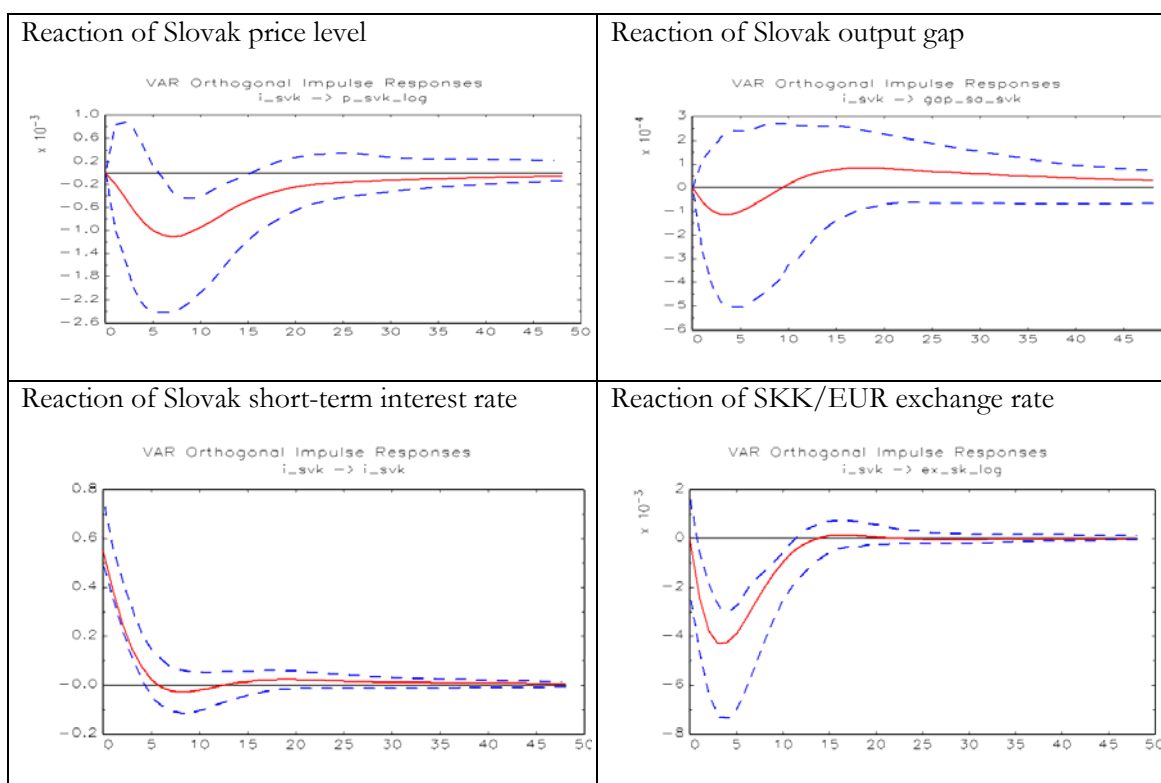 Reaction of Slovak price level
VAR Orthogonal Impulse Responses
i_svk -> p_svk_log
x 10^-3
1.0
0.6
0.2
-0.2
-0.6
-1.0
-1.4
-1.8
-2.2
-2.6
0 5 10 15 20 25 30 35 40 45 50
Reaction of Slovak output gap
VAR Orthogonal Impulse Responses
i_svk -> gap_sa_svk
x 10^-4
3
2
1
0
-1
-2
-3
-4
-5
-6
0 5 10 15 20 25 30 35 40 45
Reaction of Slovak short-term interest rate
VAR Orthogonal Impulse Responses
i_svk -> i_svk
0.8
0.6
0.4
0.2
-0.0
-0.2
0 5 10 15 20 25 30 35 40 45 50
Reaction of SKK/EUR exchange rate
VAR Orthogonal Impulse Responses
i_svk -> ex_sk_log
x 10^-3
2
0
-2
-4
-6
-8
0 5 10 15 20 25 30 35 40 45 50